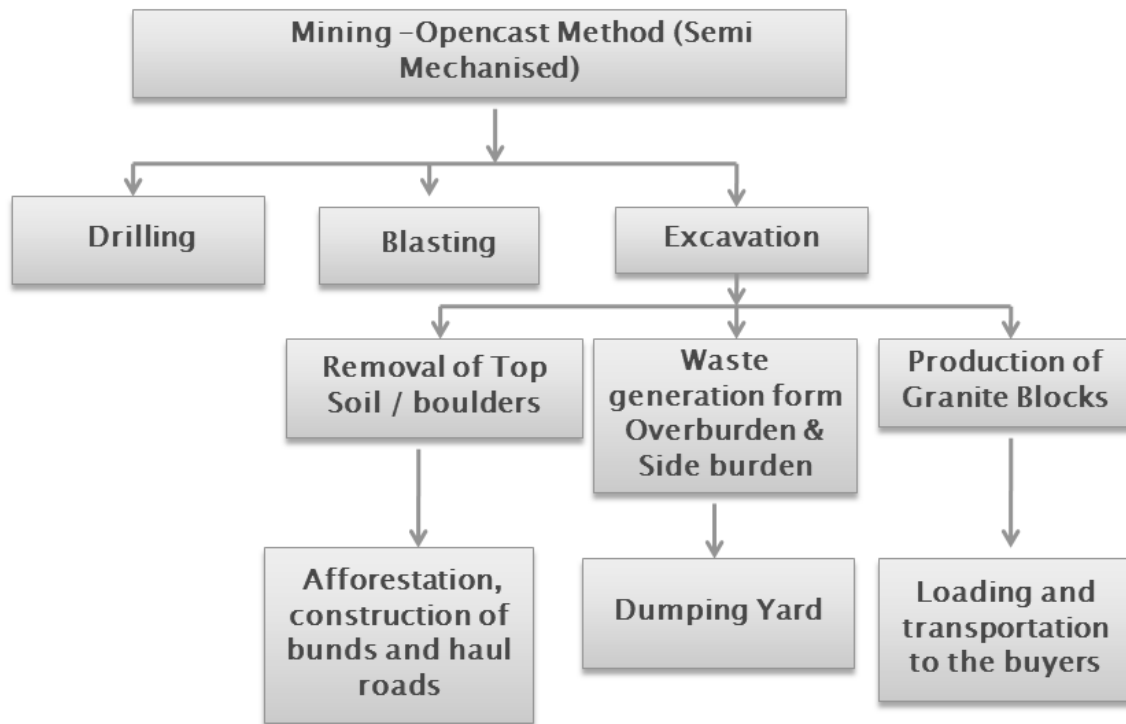 Mining –Opencast Method (Semi
Mechanised)
Drilling
Blasting
Excavation
Removal of Top
Soil / boulders
Waste
generation form
Overburden &
Side burden
Production of
Granite Blocks
Afforestation,
construction of
bunds and haul
roads
Dumping Yard
Loading and
transportation
to the buyers